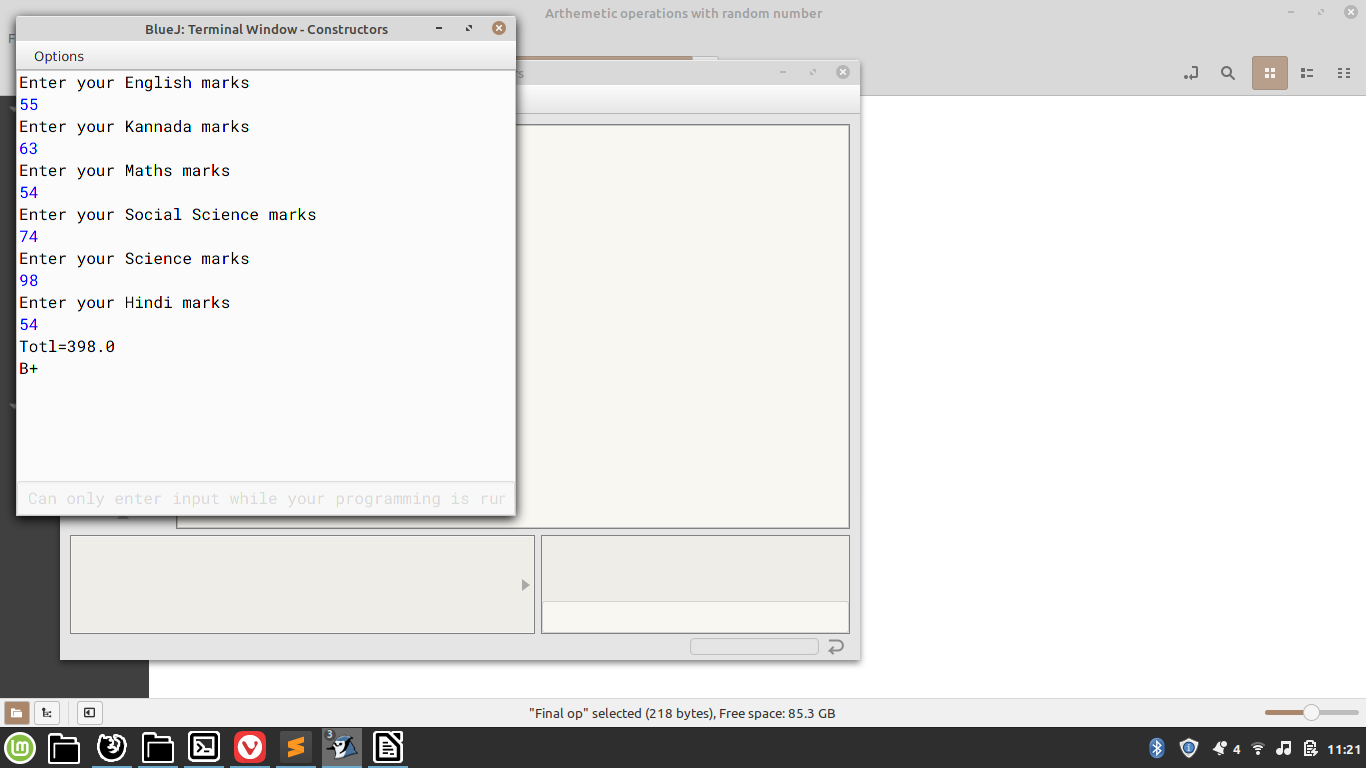 Arthemetic operations with random number
BlueJ: Terminal Window - Constructors
Options
Enter your English marks
55
Enter your Kannada marks
63
Enter your Maths marks
54
Enter your Social Science marks
74
Enter your Science marks
98
Enter your Hindi marks
54
Totl=398.0
B+
Can only enter input while your programming is
"Final op" selected (218 bytes), Free space: 85.3 GB
3
4
11:21